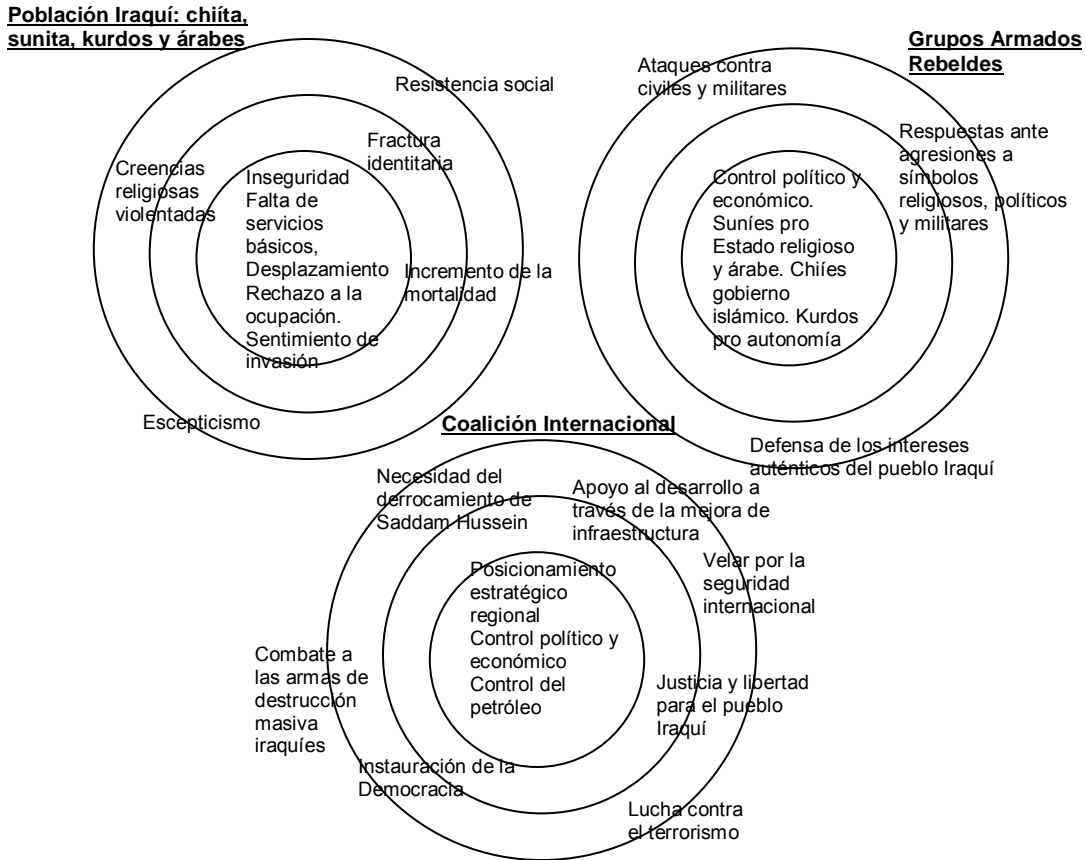 Población Iraquí: chiíta,
sunita, kurdos y árabes
Resistencia social
Fractura
identitaria
Creencias
religiosas
violentadas
Inseguridad
Falta de
servicios
básicos,
Desplazamiento
Rechazo a la
ocupación.
Sentimiento de
invasión
Incremento de la
mortalidad
Escepticismo
Grupos Armados
Rebeldes
Ataques contra
civiles y militares
Respuestas ante
agresiones a
símbolos
religiosos, políticos
y militares
Control político y
económico.
Suníes pro
Estado religioso
y árabe. Chiíes
gobierno
islámico. Kurdos
pro autonomía
Defensa de los intereses
auténticos del pueblo Iraquí
Coalición Internacional
Necesidad del
derrocamiento de
Saddam Hussein
Apoyo al desarrollo a
través de la mejora de
infraestructura
Velar por la
seguridad
internacional
Posicionamiento
estratégico
regional
Control político y
económico
Control del
petróleo
Combate a
las armas de
destrucción
masiva
iraquíes
Justicia y libertad
para el pueblo
Iraquí
Instauración de la
Democracia
Lucha contra
el terrorismo